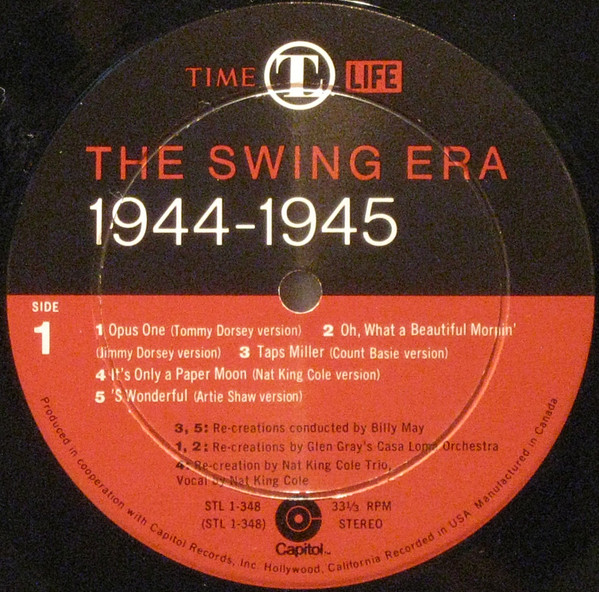 TIME TL LIFE
THE SWING ERA
1944-1945
SIDE
1
1 Opus One (Tommy Dorsey version) 2 Oh, What a Beautiful Mornin'
(Jimmy Dorsey version) 3 Taps Miller (Count Basie version)
4 It's Only a Paper Moon (Nat King Cole version)
5 'S Wonderful (Artie Shaw version)
3, 5: Re-creations conducted by Billy May
1, 2: Re-creations by Glen Gray's Casa Loma Orchestra
4: Re-creation by Nat King Cole Trio,
Vocal by Nat King Cole
STL 1-348 33⅓ RPM
(STL 1-348) STEREO
Capitol
Produced in cooperation with Capitol Records, Inc. Hollywood, California Recorded in USA Manufactured in Canada